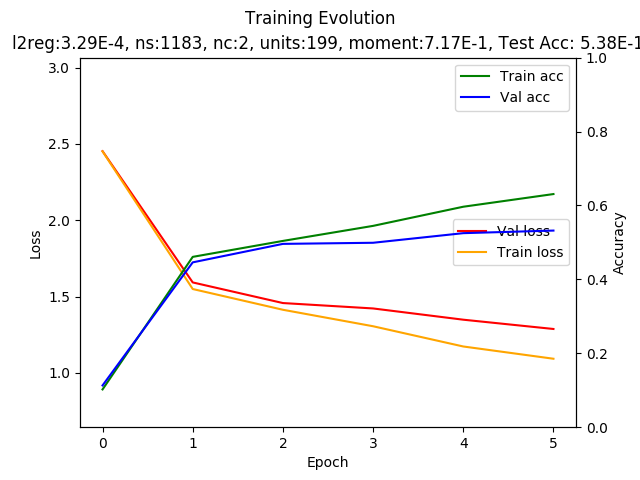 Training Evolution
l2reg:3.29E-4, ns:1183, nc:2, units:199, moment:7.17E-1, Test Acc: 5.38E-1
3.0
2.5
2.0
1.5
1.0
Loss
0
1
2
3
4
5
Epoch
1.0
0.8
0.6
0.4
0.2
0.0
Accuracy
Train acc
Val acc
Val loss
Train loss